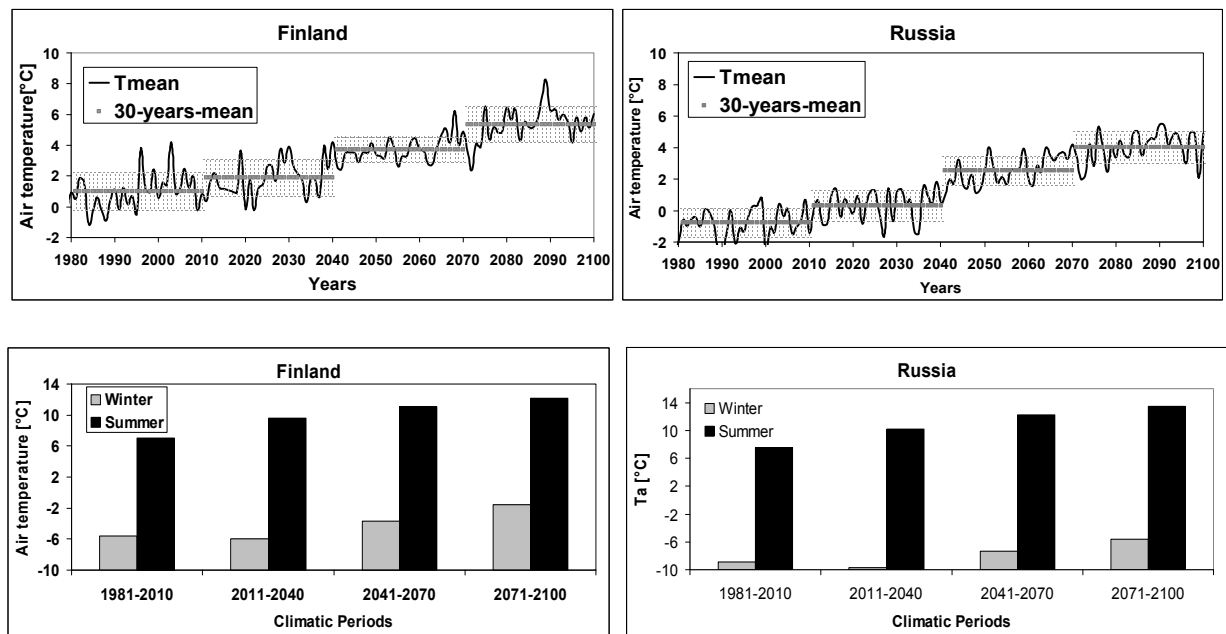 Finland
Air temperature[°C]
10
8
6
4
2
0
-2
Tmean
30-years-mean
1980 1990 2000 2010 2020 2030 2040 2050 2060 2070 2080 2090 2100
Years
Russia
Air temperature [°C]
10
8
6
4
2
0
-2
Tmean
30-years-mean
1980 1990 2000 2010 2020 2030 2040 2050 2060 2070 2080 2090 2100
Years
Finland
Air temperature [°C]
14
10
6
2
-2
-6
-10
Winter
Summer
1981-2010 2011-2040 2041-2070 2071-2100
Climatic Periods
Russia
Ta [°C]
14
10
6
2
-2
-6
-10
Winter
Summer
1981-2010 2011-2040 2041-2070 2071-2100
Climatic Periods